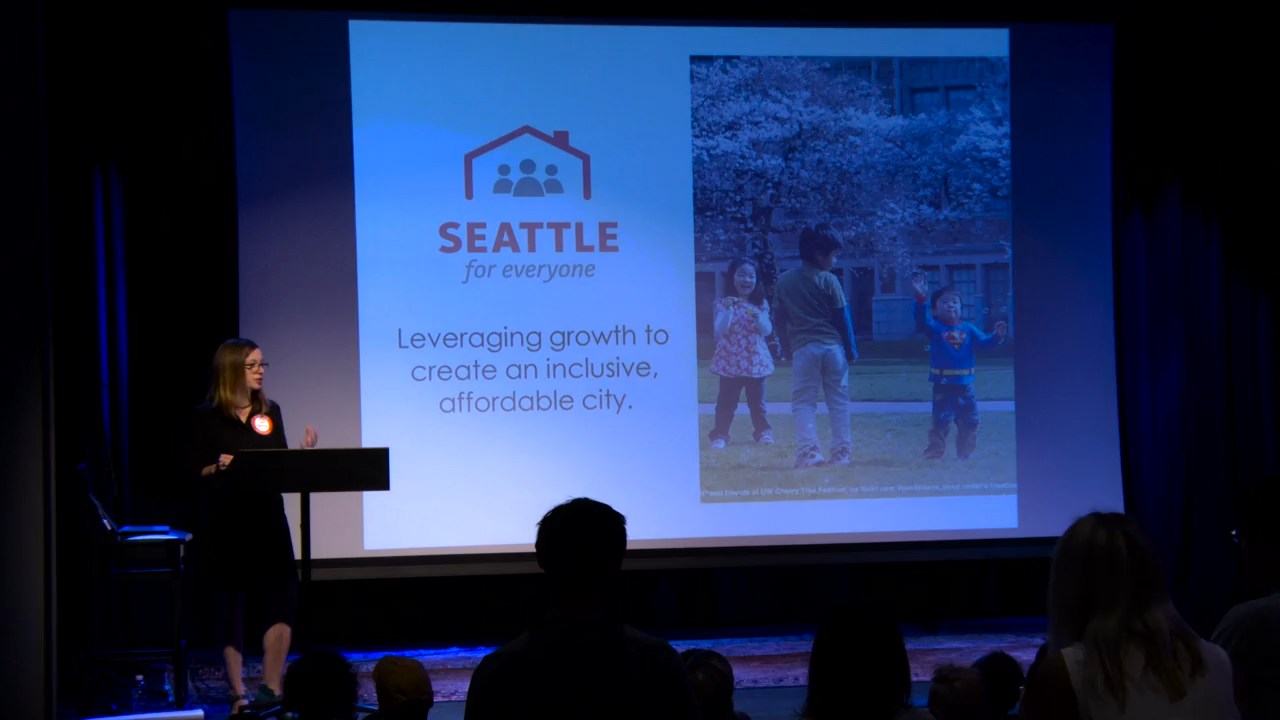 SEATTLE
for everyone
Leveraging growth to
create an inclusive,
affordable city.